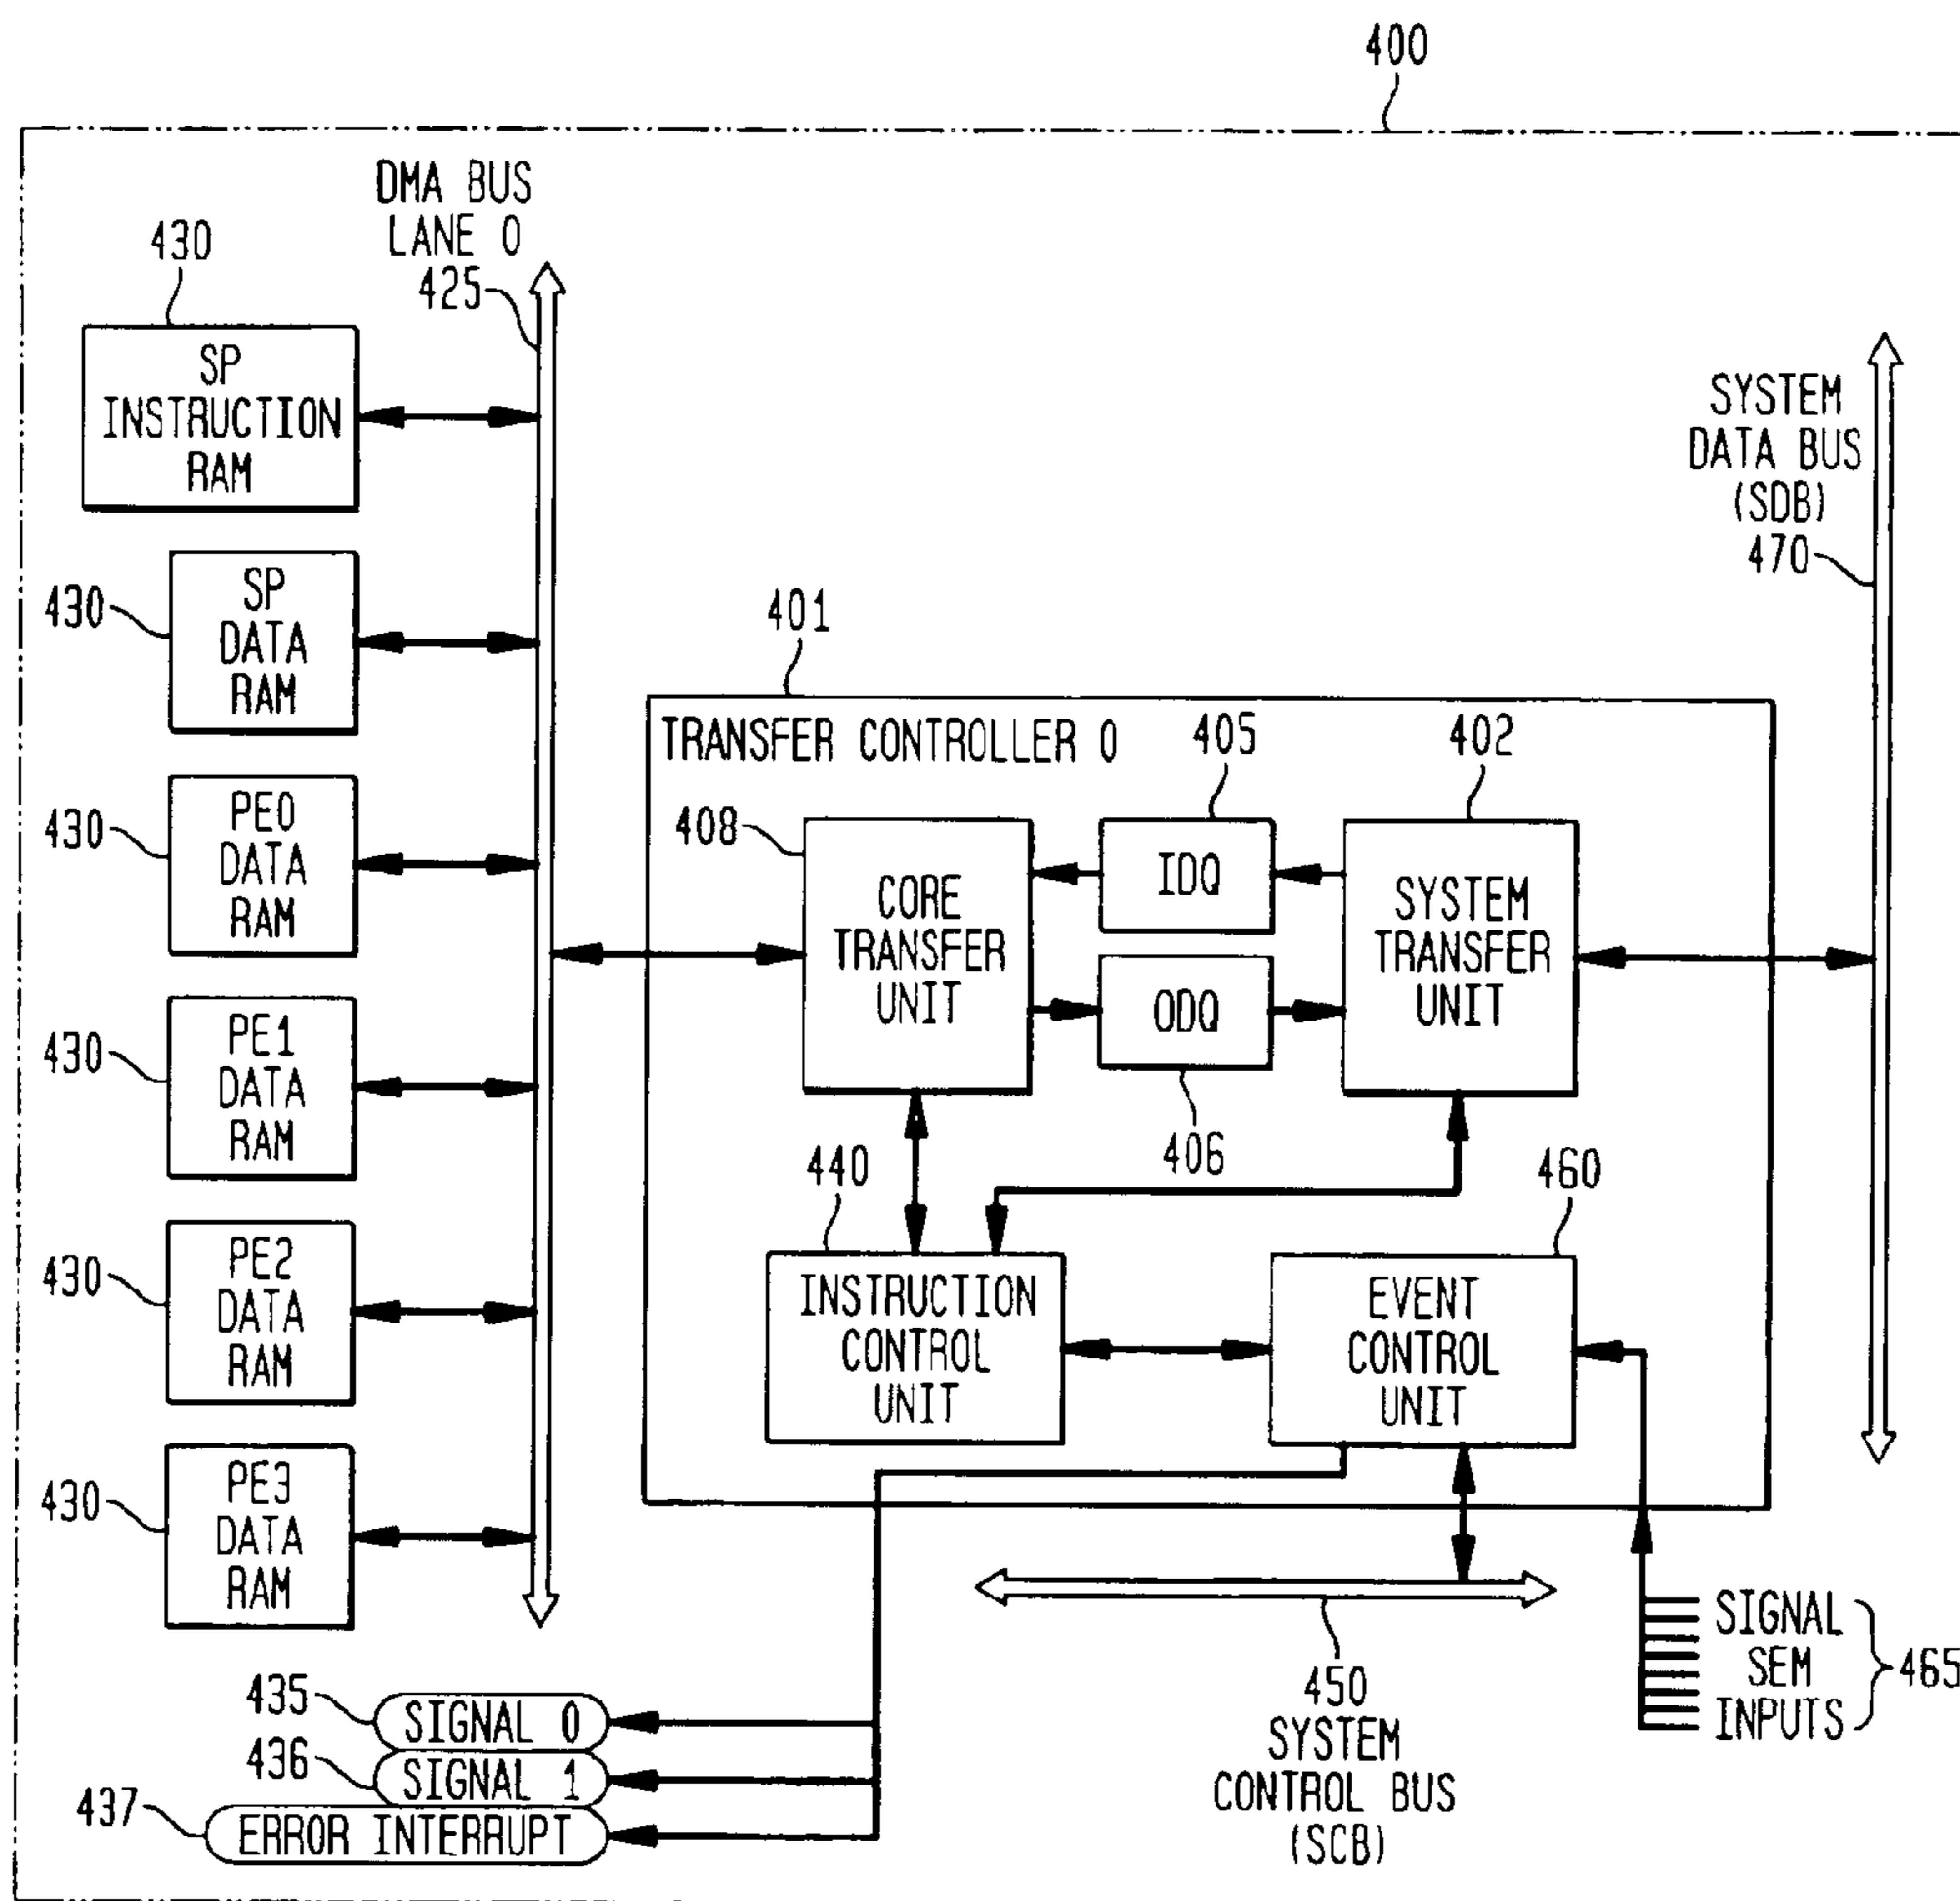 400
DMA BUS
LANE 0
425
430
SP
INSTRUCTION
RAM
430
SP
DATA
RAM
430
PE0
DATA
RAM
430
PE1
DATA
RAM
430
PE2
DATA
RAM
430
PE3
DATA
RAM
SYSTEM
DATA BUS
(SDB)
470
401
TRANSFER CONTROLLER 0
405
402
408
CORE
TRANSFER
UNIT
IDQ
ODQ
406
SYSTEM
TRANSFER
UNIT
440
INSTRUCTION
CONTROL
UNIT
460
EVENT
CONTROL
UNIT
435
SIGNAL 0
436
SIGNAL 1
437
ERROR INTERRUPT
450
SYSTEM
CONTROL BUS
(SCB)
SIGNAL
SEM
INPUTS
465